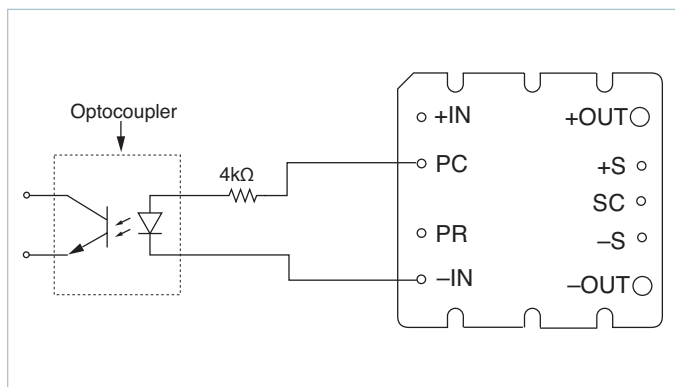 Optocoupler
4kΩ
+IN
PC
PR
–IN
+OUT
+S
SC
–S
–OUT